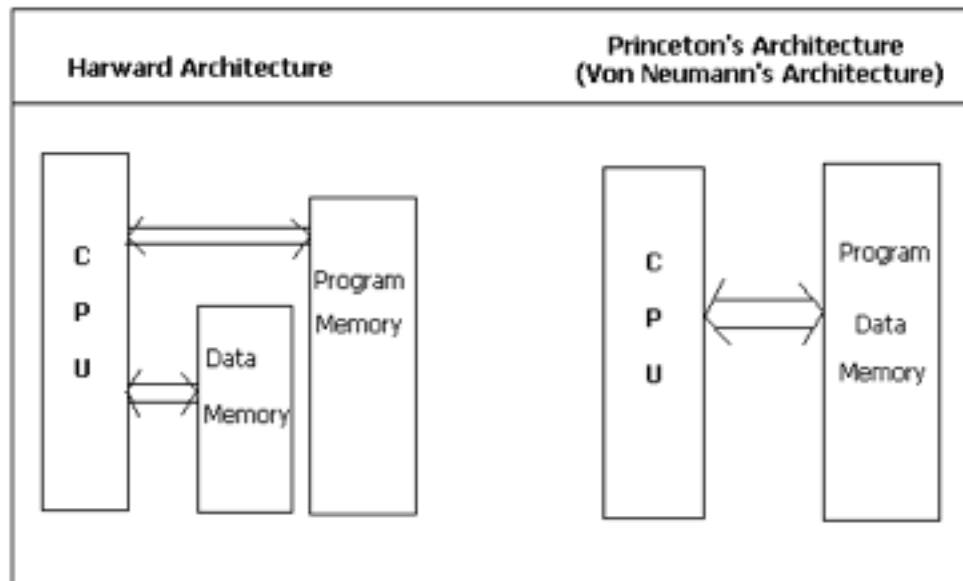 Harward Architecture
Princeton's Architecture
(Von Neumann's Architecture)
C
P
U
Program
Memory
Data
Memory
C
P
U
Program
Data
Memory